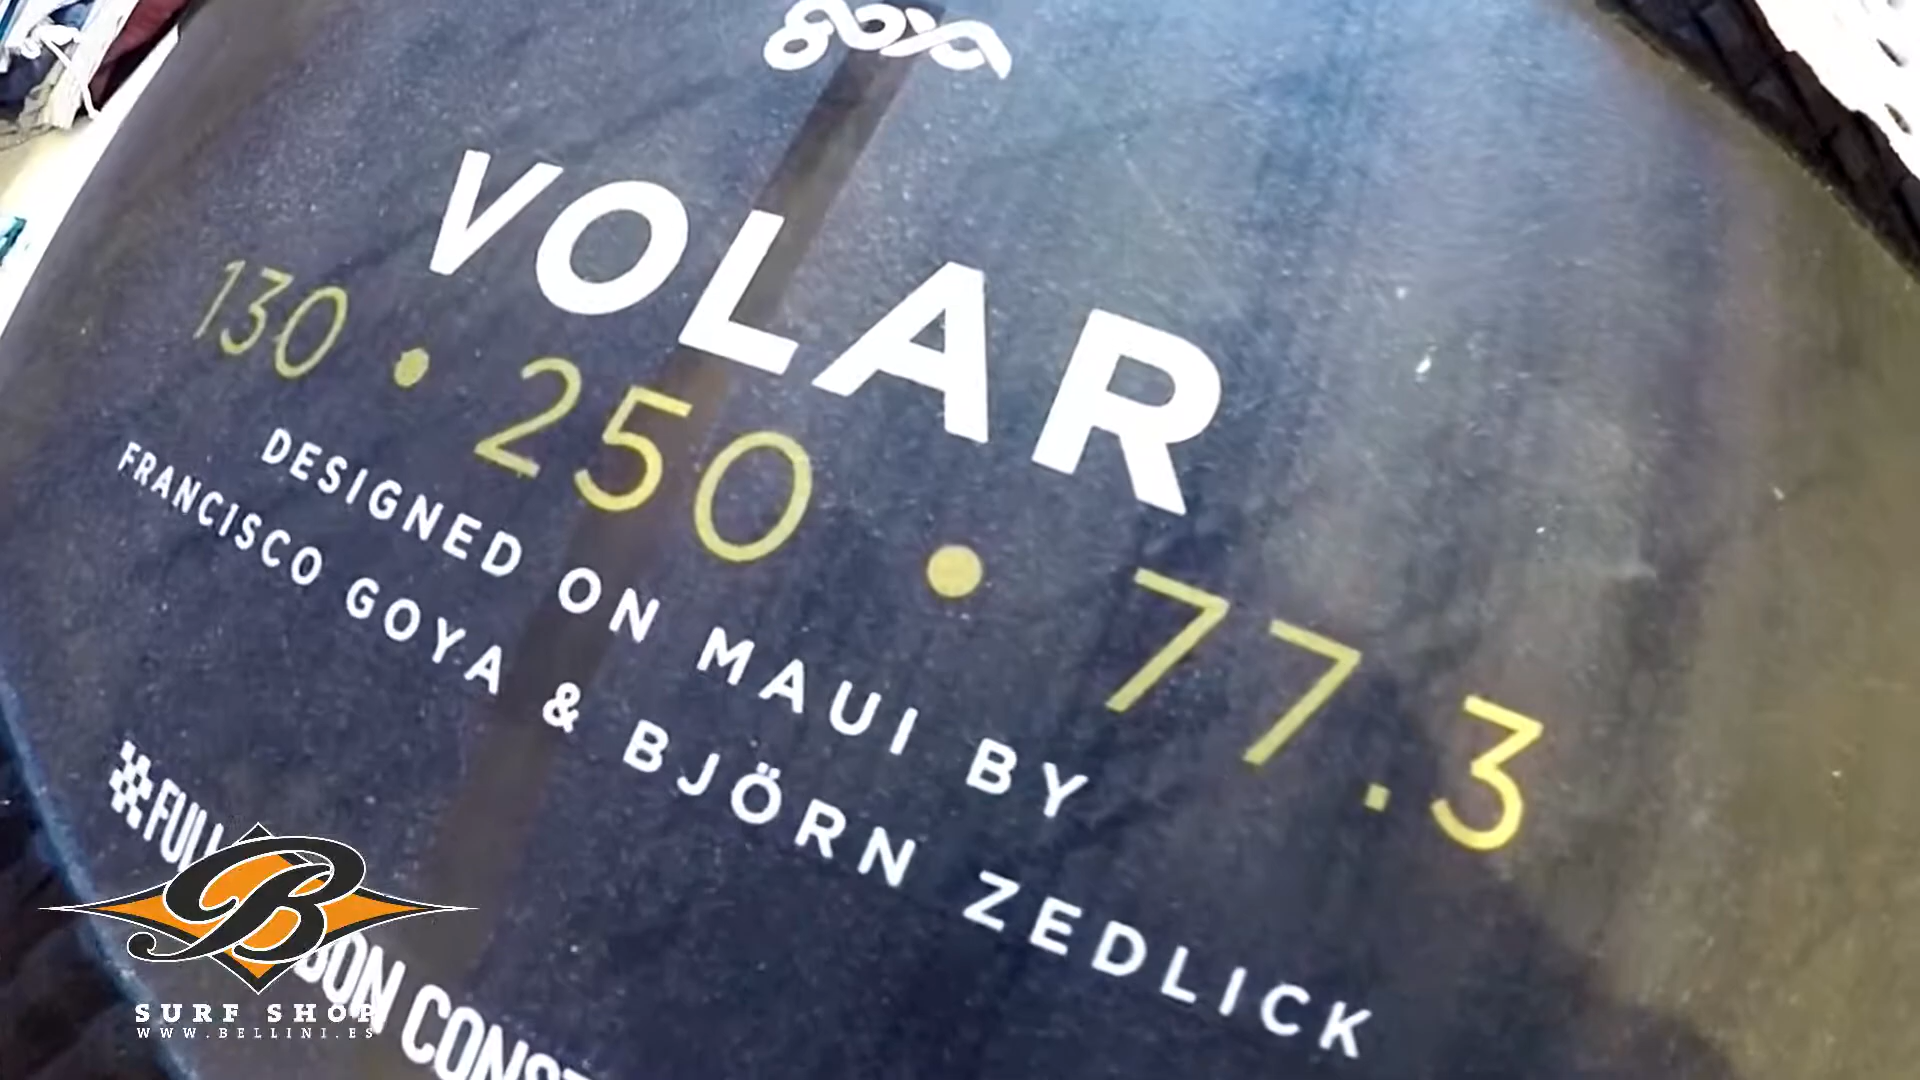 goya
VOLAR
130 • 250 • 77.3
DESIGNED ON MAUI BY
FRANCISCO GOYA & BJÖRN ZEDLICK
FULL
B
SURF SHOP
WWW.BELLINI.ES